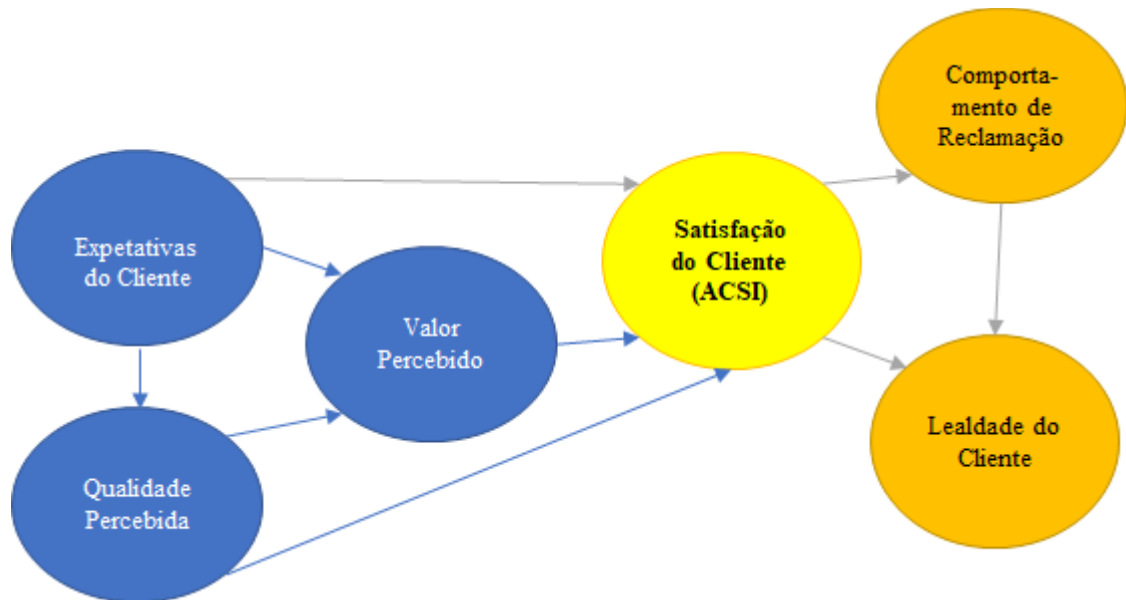 Expetativas
do Cliente
Qualidade
Percebida
Valor
Percebido
Satisfação
do Cliente
(ACSI)
Comporta-
mento de
Reclamação
Lealdade do
Cliente